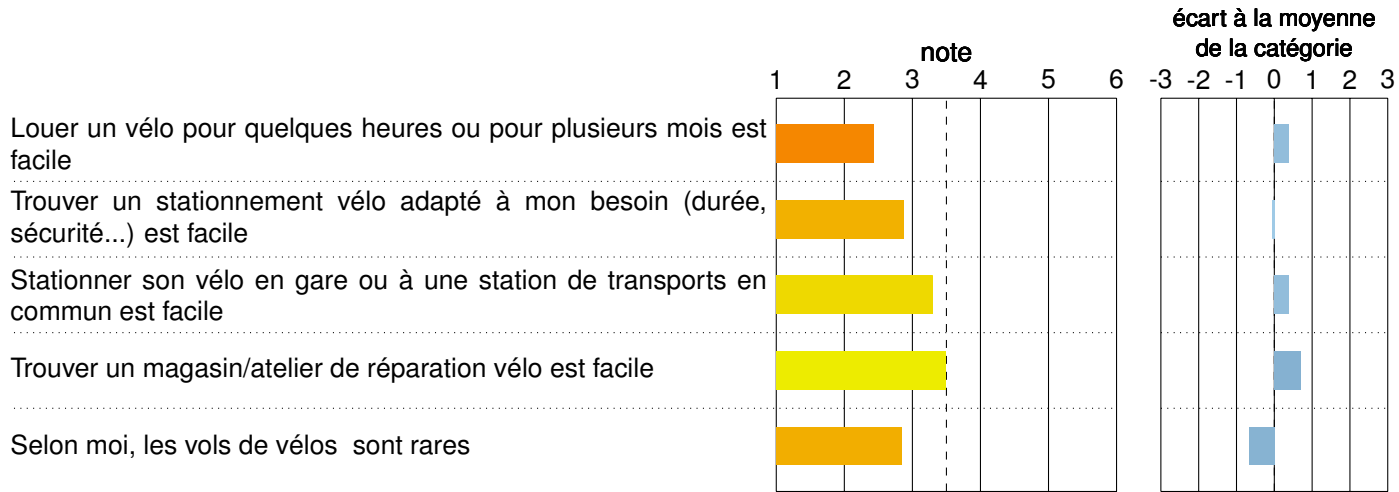 écart à la moyenne
de la catégorie
note
1 2 3 4 5 6
-3 -2 -1 0 1 2 3
Louer un vélo pour quelques heures ou pour plusieurs mois est
facile
Trouver un stationnement vélo adapté à mon besoin (durée,
sécurité...) est facile
Stationner son vélo en gare ou à une station de transports en
commun est facile
Trouver un magasin/atelier de réparation vélo est facile
Selon moi, les vols de vélos sont rares